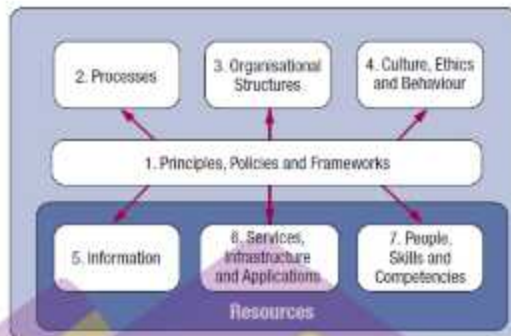 2. Processes
3. Organisational
Structures
4. Culture, Ethics
and Behaviour
1. Principles, Policies and Frameworks
5. Information
6. Services,
Infrastructure
and Applications
7. People,
Skills and
Competencies
Resources